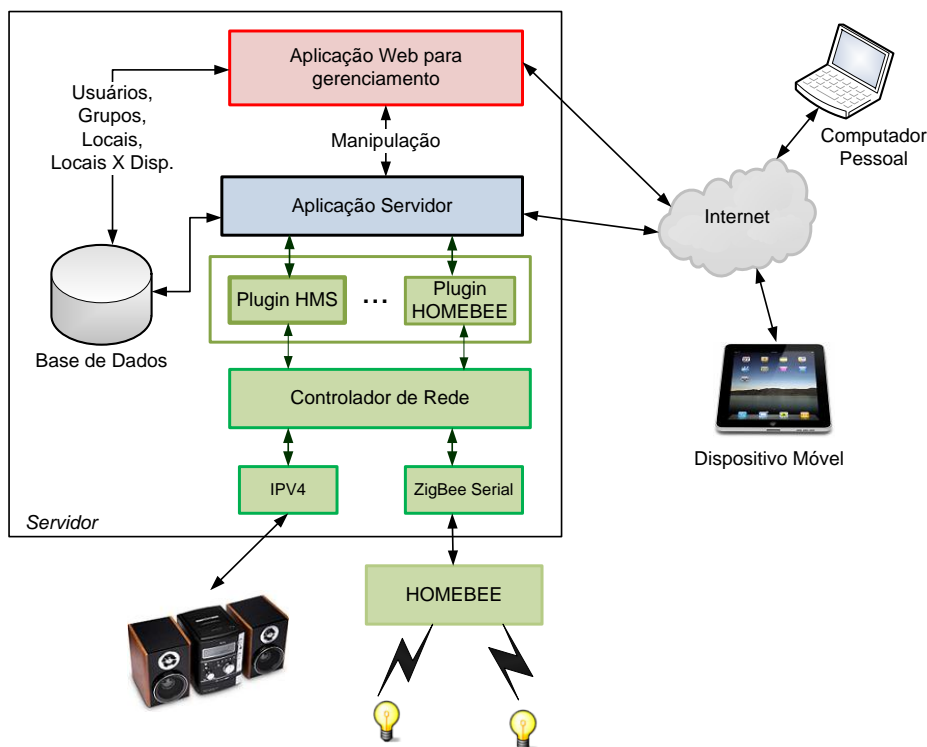 Aplicação Web para
gerenciamento
Usuários,
Grupos,
Locais,
Locais X Disp.
Manipulação
Computador
Pessoal
Aplicação Servidor
Internet
Plugin HMS
...
Plugin
HOMEBEE
Base de Dados
Controlador de Rede
Dispositivo Móvel
IPV4
ZigBee Serial
Servidor
HOMEBEE